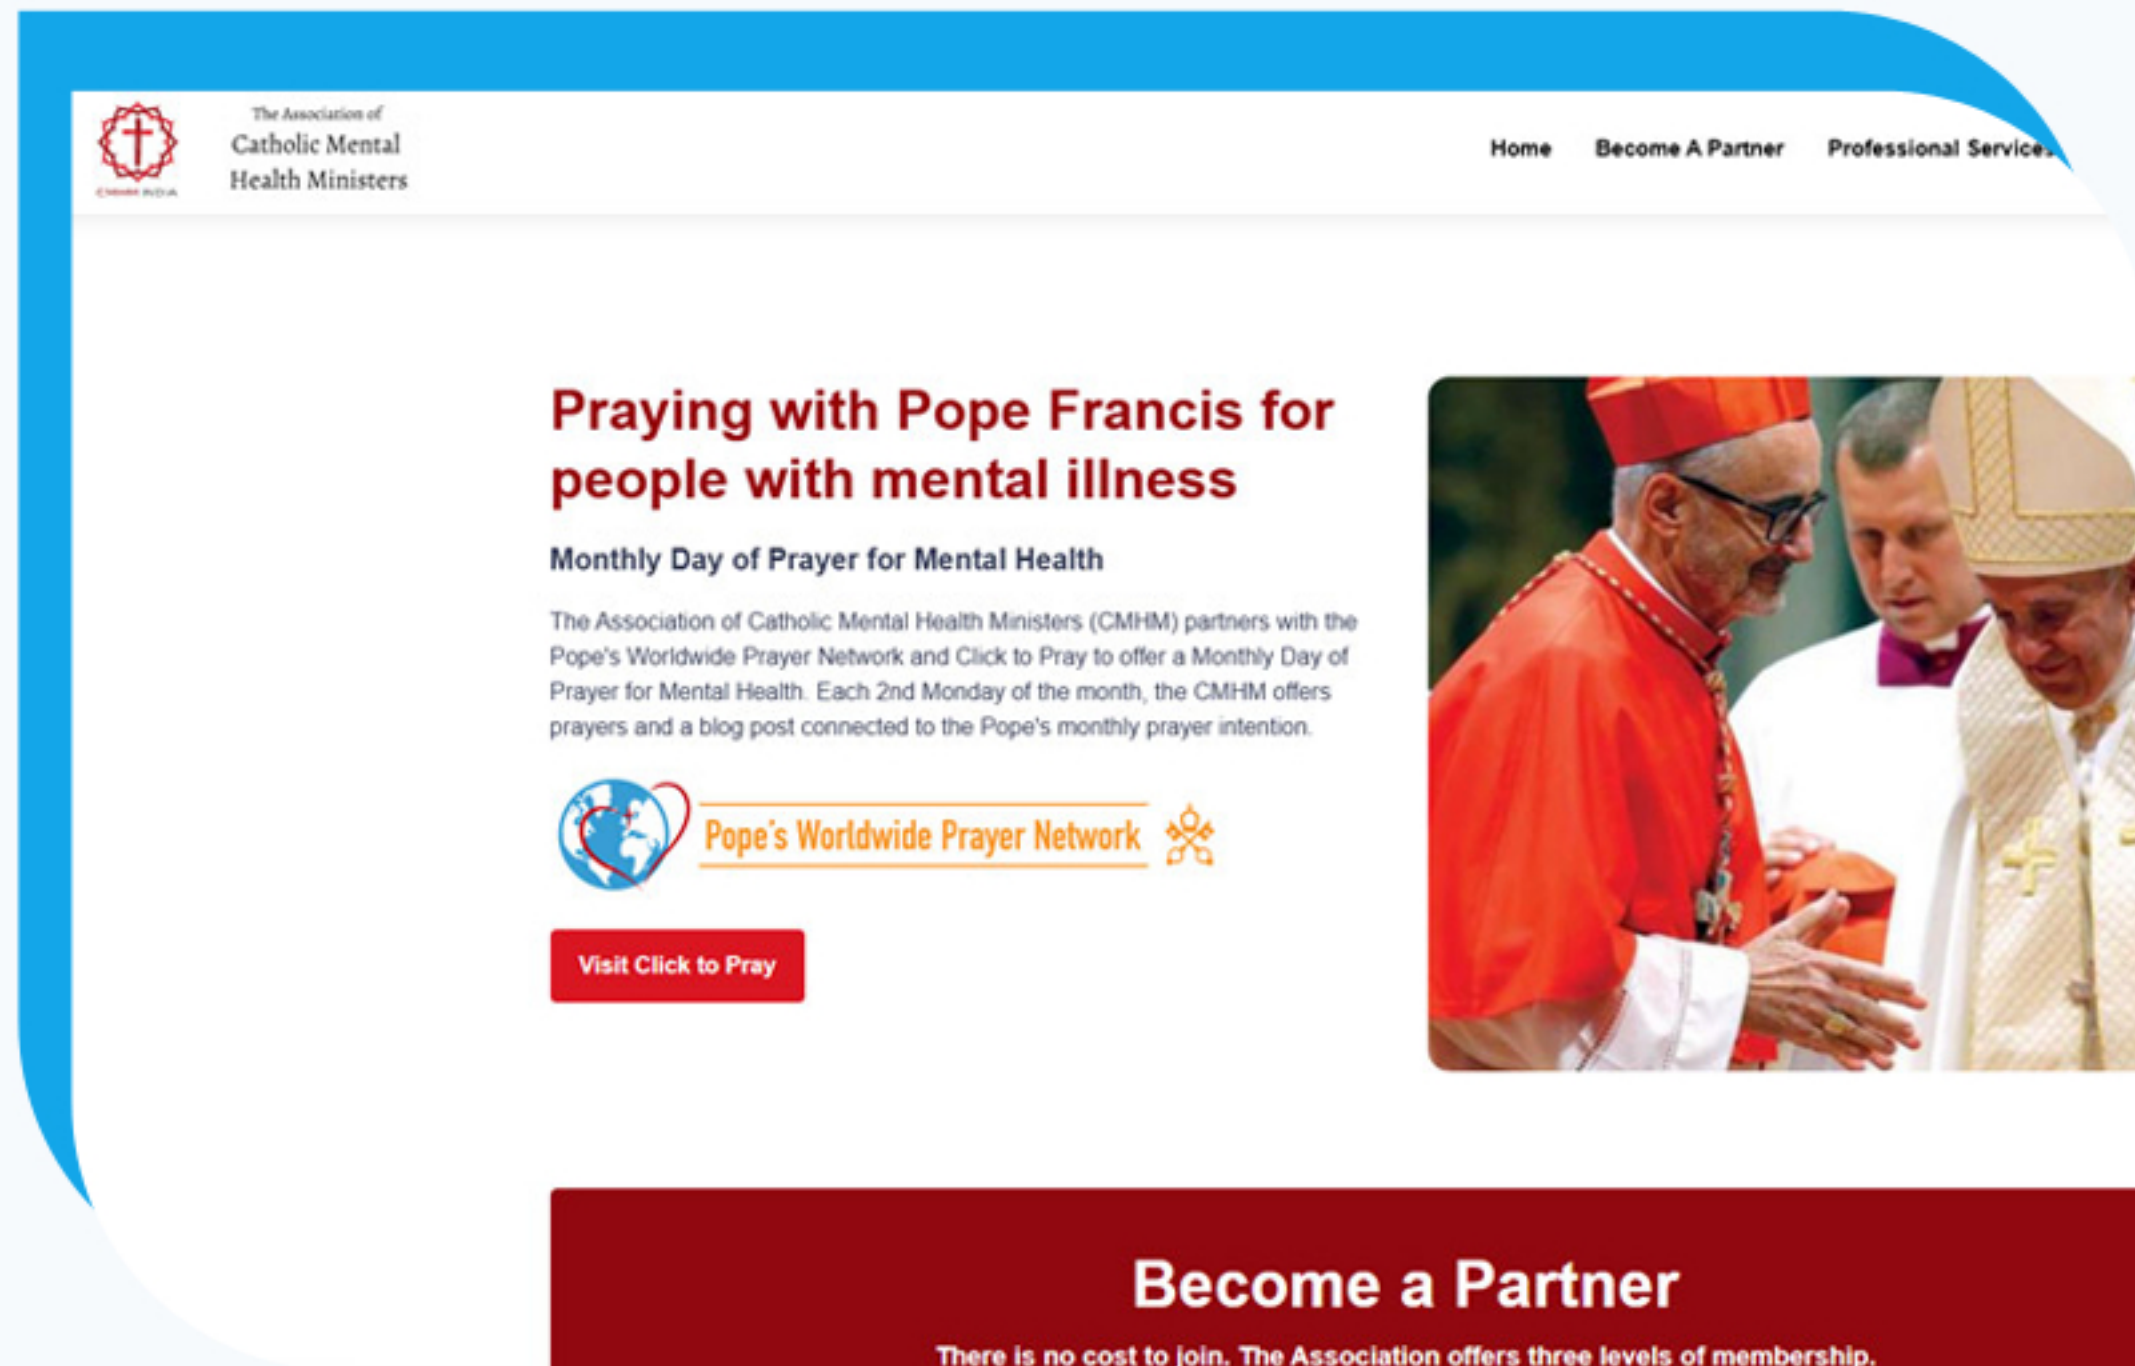 The Association of
Catholic Mental
Health Ministers
CMHM INDIA
Home Become A Partner Professional Services
Praying with Pope Francis for
people with mental illness
Monthly Day of Prayer for Mental Health
The Association of Catholic Mental Health Ministers (CMHM) partners with the
Pope's Worldwide Prayer Network and Click to Pray to offer a Monthly Day of
Prayer for Mental Health. Each 2nd Monday of the month, the CMHM offers
prayers and a blog post connected to the Pope's monthly prayer intention.
Pope's Worldwide Prayer Network
Visit Click to Pray
Become a Partner
There is no cost to join. The Association offers three levels of membership.